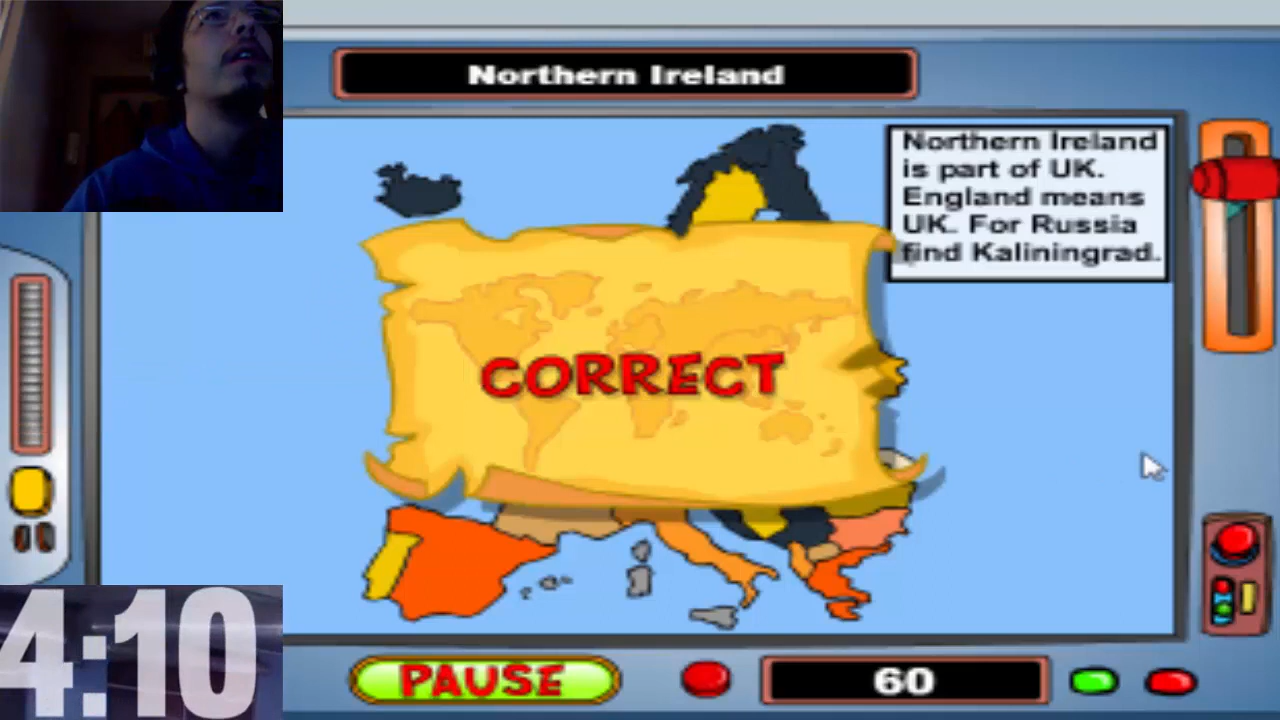 Northern Ireland
Northern Ireland
is part of UK.
England means
UK. For Russia
find Kaliningrad.
CORRECT
4:10
PAUSE
60